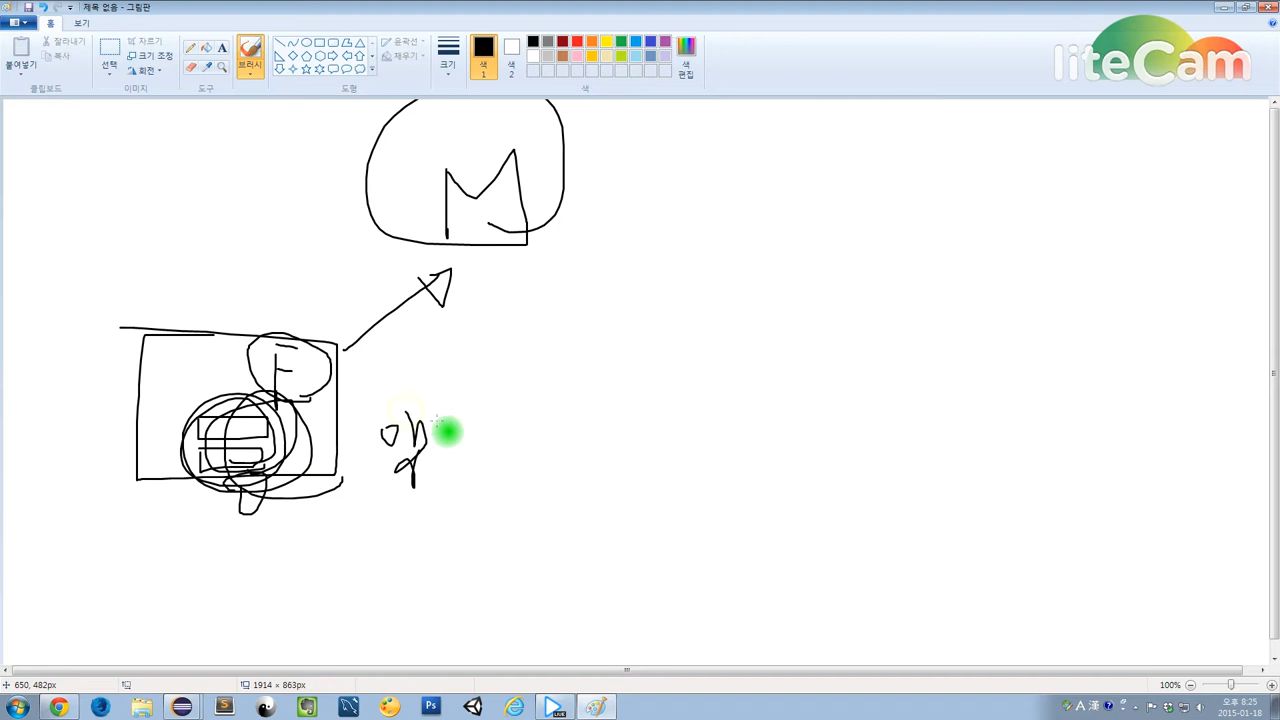 제목 없음 - 그림판
홈 보기
붙여넣기 잘라내기 복사 클립보드
선택 자르기 크기 조정 회전 이미지
A 도구
브러시
윤곽선 채우기 도형
크기
색 1 색 2 색 편집 색
liteCam
M
E
on
650, 482px 1914 × 863px 100%
LIVE
A 漢 오후 8:25
2015-01-18